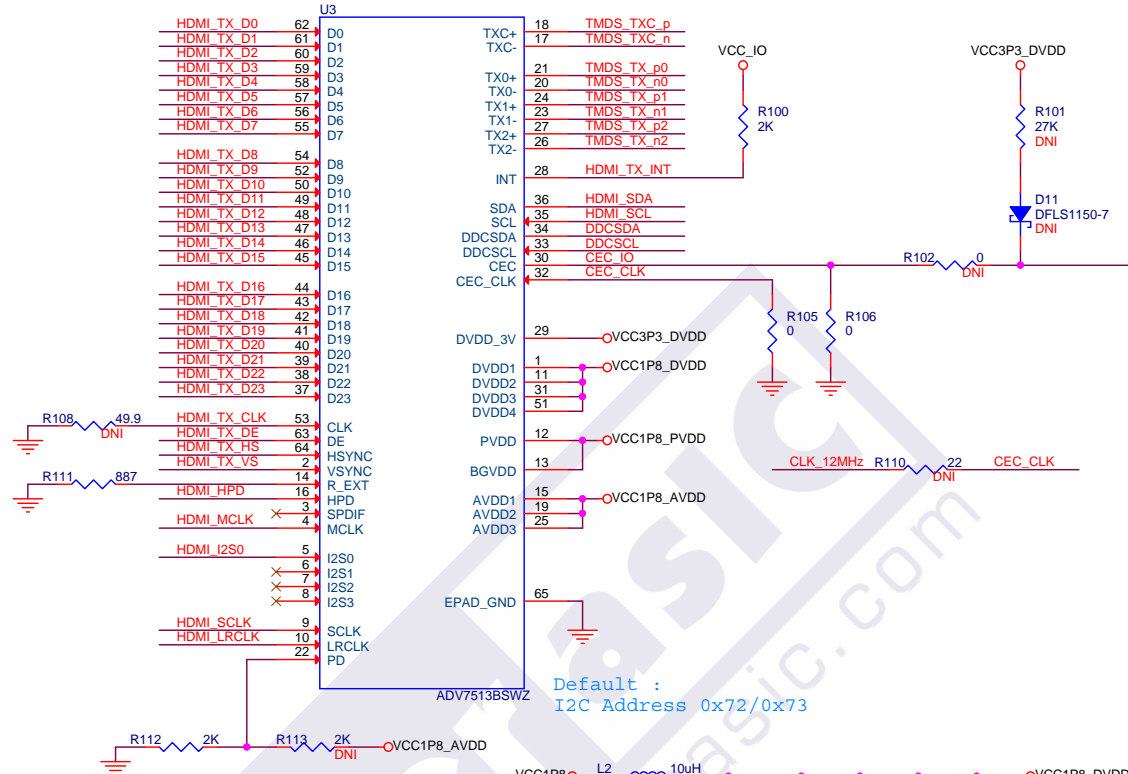 U3
HDMI_TX_D0 62 D0
HDMI_TX_D1 61 D1
HDMI_TX_D2 60 D2
HDMI_TX_D3 59 D3
HDMI_TX_D4 58 D4
HDMI_TX_D5 57 D5
HDMI_TX_D6 56 D6
HDMI_TX_D7 55 D7
HDMI_TX_D8 54 D8
HDMI_TX_D9 52 D9
HDMI_TX_D10 50 D10
HDMI_TX_D11 49 D11
HDMI_TX_D12 48 D12
HDMI_TX_D13 47 D13
HDMI_TX_D14 46 D14
HDMI_TX_D15 45 D15
HDMI_TX_D16 44 D16
HDMI_TX_D17 43 D17
HDMI_TX_D18 42 D18
HDMI_TX_D19 41 D19
HDMI_TX_D20 40 D20
HDMI_TX_D21 39 D21
HDMI_TX_D22 38 D22
HDMI_TX_D23 37 D23
R108 49.9 DNI
HDMI_TX_CLK 53 CLK
HDMI_TX_DE 63 DE
HDMI_TX_HS 64 HSYNC
HDMI_TX_VS 2 VSYNC
R111 887 14 R_EXT
HDMI_HPD 16 HPD
3 SPDIF
HDMI_MCLK 4 MCLK
HDMI_I2S0 5 I2S0
6 I2S1
7 I2S2
8 I2S3
HDMI_SCLK 9 SCLK
HDMI_LRCLK 10 LRCLK
22 PD
TXC+ 18 TMDS_TXC_p
TXC- 17 TMDS_TXC_n
TX0+ 21 TMDS_TX_p0
TX0- 20 TMDS_TX_n0
TX1+ 24 TMDS_TX_p1
TX1- 23 TMDS_TX_n1
TX2+ 27 TMDS_TX_p2
TX2- 26 TMDS_TX_n2
INT 28 HDMI_TX_INT
SDA 36 HDMI_SDA
SCL 35 HDMI_SCL
DDCSDA 34 DDCSDA
DDCSCL 33 DDCSCL
CEC 30 CEC_IO
CEC_CLK 32 CEC_CLK
DVDD_3V 29 VCC3P3_DVDD
DVDD1 1 VCC1P8_DVDD
DVDD2 11
DVDD3 31
DVDD4 51
PVDD 12 VCC1P8_PVDD
BGVDD 13
AVDD1 15 VCC1P8_AVDD
AVDD2 19
AVDD3 25
EPAD_GND 65
ADV7513BSWZ
VCC_IO
R100
2K
VCC3P3_DVDD
R101
27K
DNI
D11
DFLS1150-7
DNI
R102 0
DNI
R105
0
R106
0
CLK_12MHz R110 22 CEC_CLK
DNI
Default :
I2C Address 0x72/0x73
R112 2K R113 2K VCC1P8_AVDD
DNI
VCC1P8 L2 10uH VCC1P8_DVDD
asic
asic.com